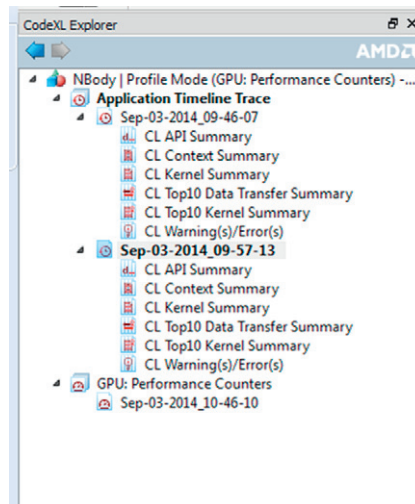 CodeXL Explorer
AMD
NBody | Profile Mode (GPU: Performance Counters) -...
Application Timeline Trace
Sep-03-2014_09-46-07
CL API Summary
CL Context Summary
CL Kernel Summary
CL Top10 Data Transfer Summary
CL Top10 Kernel Summary
CL Warning(s)/Error(s)
Sep-03-2014_09-57-13
CL API Summary
CL Context Summary
CL Kernel Summary
CL Top10 Data Transfer Summary
CL Top10 Kernel Summary
CL Warning(s)/Error(s)
GPU: Performance Counters
Sep-03-2014_10-46-10